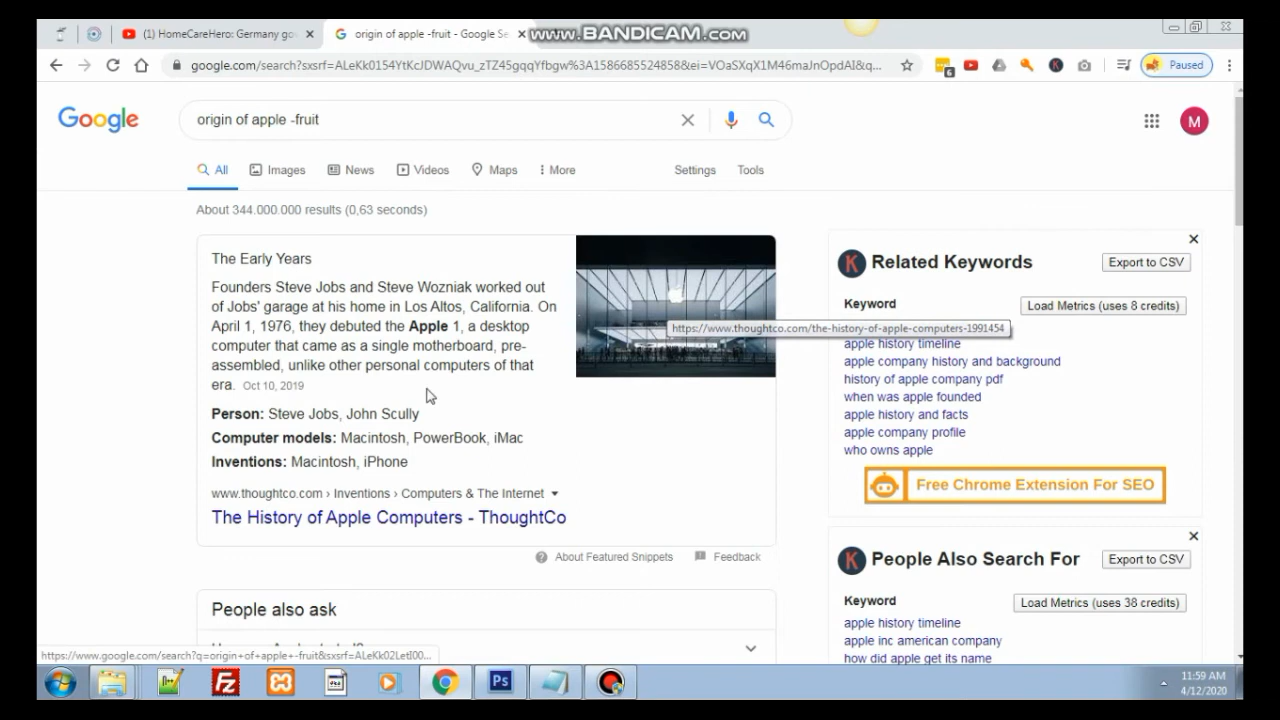 (1) HomeCareHero: Germany go
origin of apple -fruit - Google Se
www.BANDICAM.com
google.com/search?sxsrf=ALeKk0154YtKcJDWAQvu_zTZ45gqqYfbgw%3A1586685524858&ei=VOaSXqX1M46maJnOpdAI&q...
6
Paused
Google
origin of apple -fruit
M
All
Images
News
Videos
Maps
More
Settings
Tools
About 344.000.000 results (0,63 seconds)
The Early Years
Founders Steve Jobs and Steve Wozniak worked out
of Jobs' garage at his home in Los Altos, California. On
April 1, 1976, they debuted the Apple 1, a desktop
computer that came as a single motherboard, pre-
assembled, unlike other personal computers of that
era. Oct 10, 2019
Person: Steve Jobs, John Scully
Computer models: Macintosh, PowerBook, iMac
Inventions: Macintosh, iPhone
www.thoughtco.com › Inventions › Computers & The Internet
The History of Apple Computers - ThoughtCo
https://www.thoughtco.com/the-history-of-apple-computers-1991454
About Featured Snippets
Feedback
People also ask
K Related Keywords
Export to CSV
Keyword
Load Metrics (uses 8 credits)
apple history timeline
apple company history and background
history of apple company pdf
when was apple founded
apple history and facts
apple company profile
who owns apple
Free Chrome Extension For SEO
K People Also Search For
Export to CSV
Keyword
Load Metrics (uses 38 credits)
apple history timeline
apple inc american company
how did apple get its name
https://www.google.com/search?q=origin+of+apple+-fruit&sxsrf=ALeKk02LetI00...
Fz
Ps
11:59 AM
4/12/2020